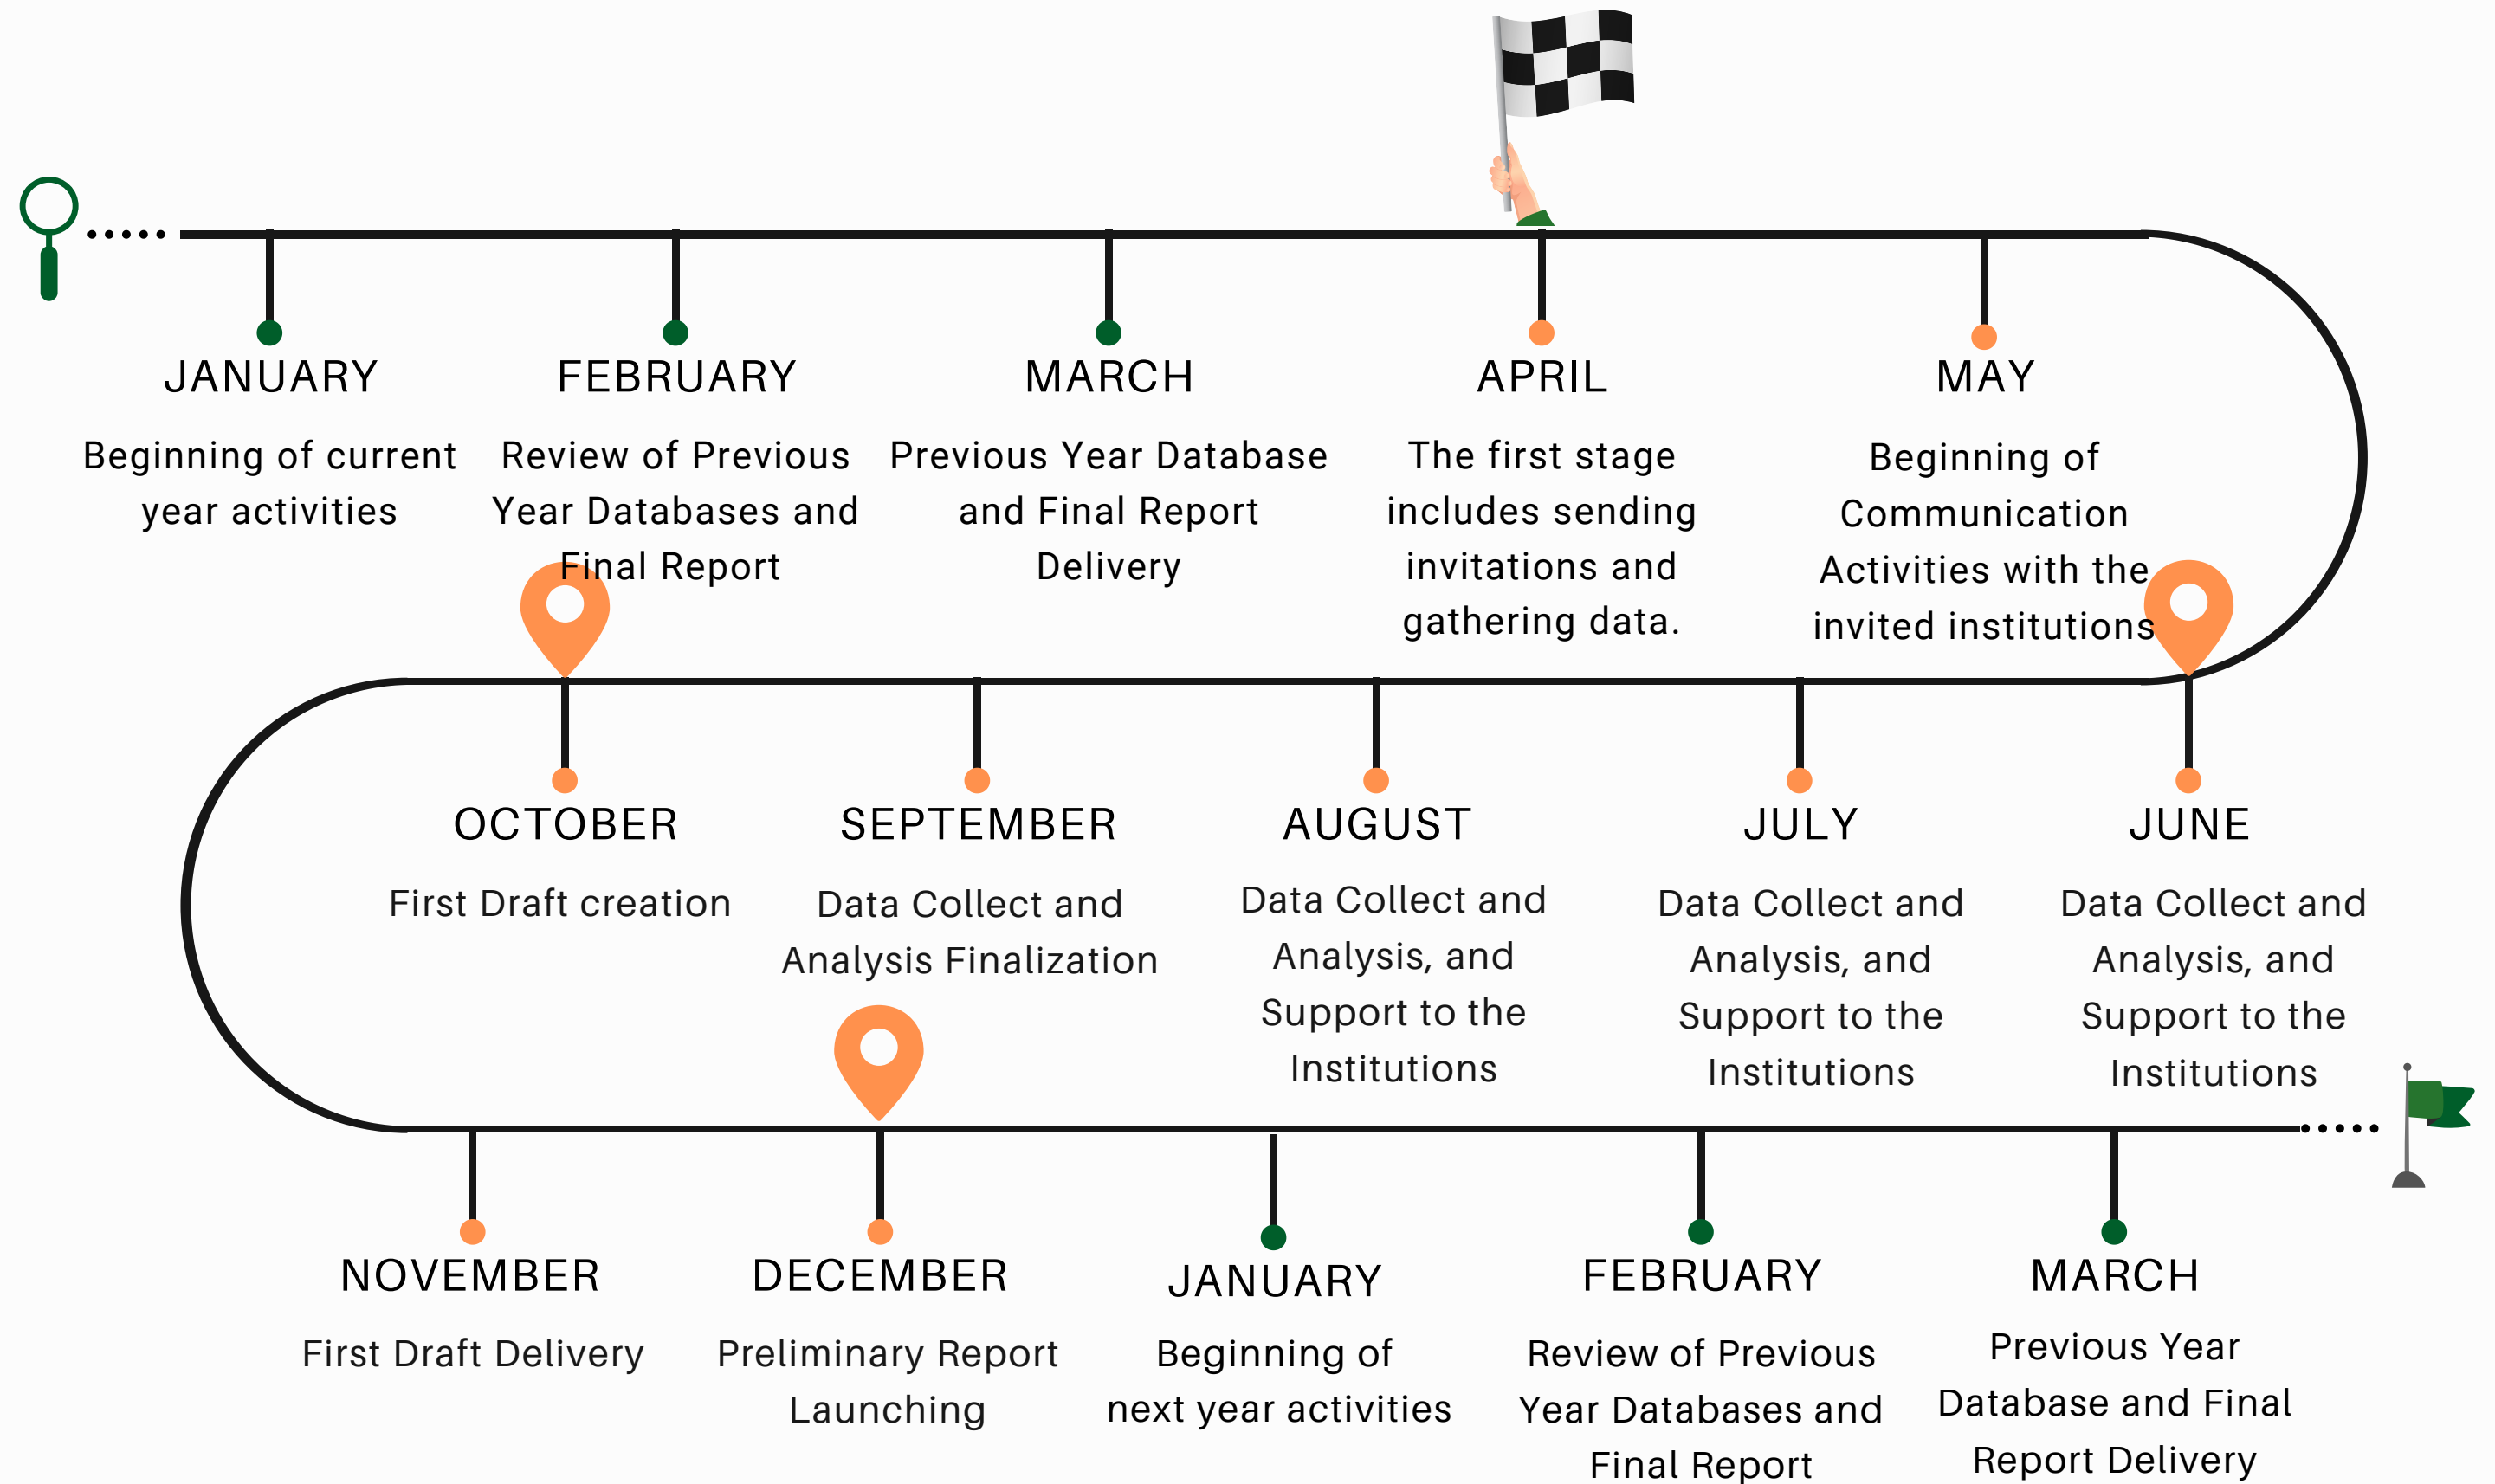 JANUARY
Beginning of current
year activities
FEBRUARY
Review of Previous
Year Databases and
Final Report
MARCH
Previous Year Database
and Final Report
Delivery
APRIL
The first stage
includes sending
invitations and
gathering data.
MAY
Beginning of
Communication
Activities with the
invited institutions
JUNE
Data Collect and
Analysis, and
Support to the
Institutions
JULY
Data Collect and
Analysis, and
Support to the
Institutions
AUGUST
Data Collect and
Analysis, and
Support to the
Institutions
SEPTEMBER
Data Collect and
Analysis Finalization
OCTOBER
First Draft creation
NOVEMBER
First Draft Delivery
DECEMBER
Preliminary Report
Launching
JANUARY
Beginning of
next year activities
FEBRUARY
Review of Previous
Year Databases and
Final Report
MARCH
Previous Year
Database and Final
Report Delivery